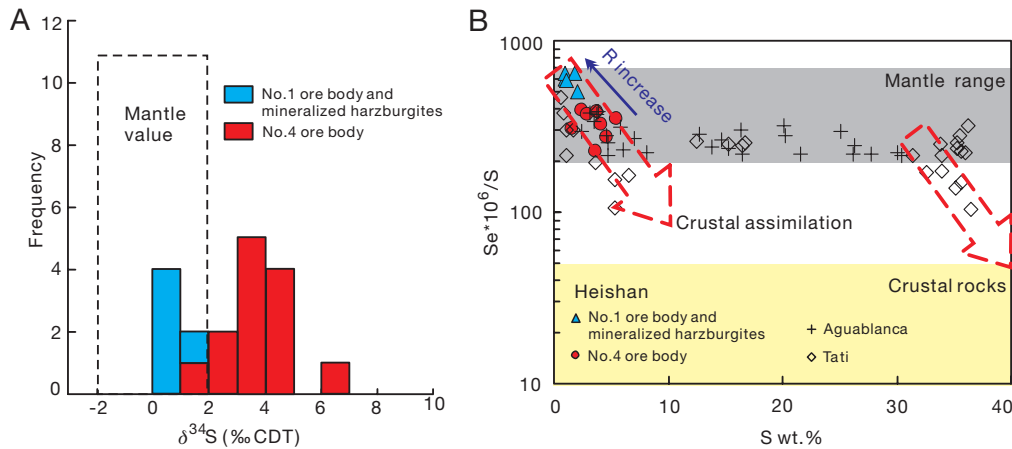 A
12
10
8
6
4
2
0
Frequency
Mantle
value
No.1 ore body and
mineralized harzburgites
No.4 ore body
-2
0
2
4
6
8
10
δ³⁴S (‰ CDT)
B
1000
100
10
Se*10⁶/S
R increase
Mantle range
Crustal assimilation
Crustal rocks
Heishan
No.1 ore body and
mineralized harzburgites
No.4 ore body
Aguablanca
Tati
0
10
20
30
40
S wt.%